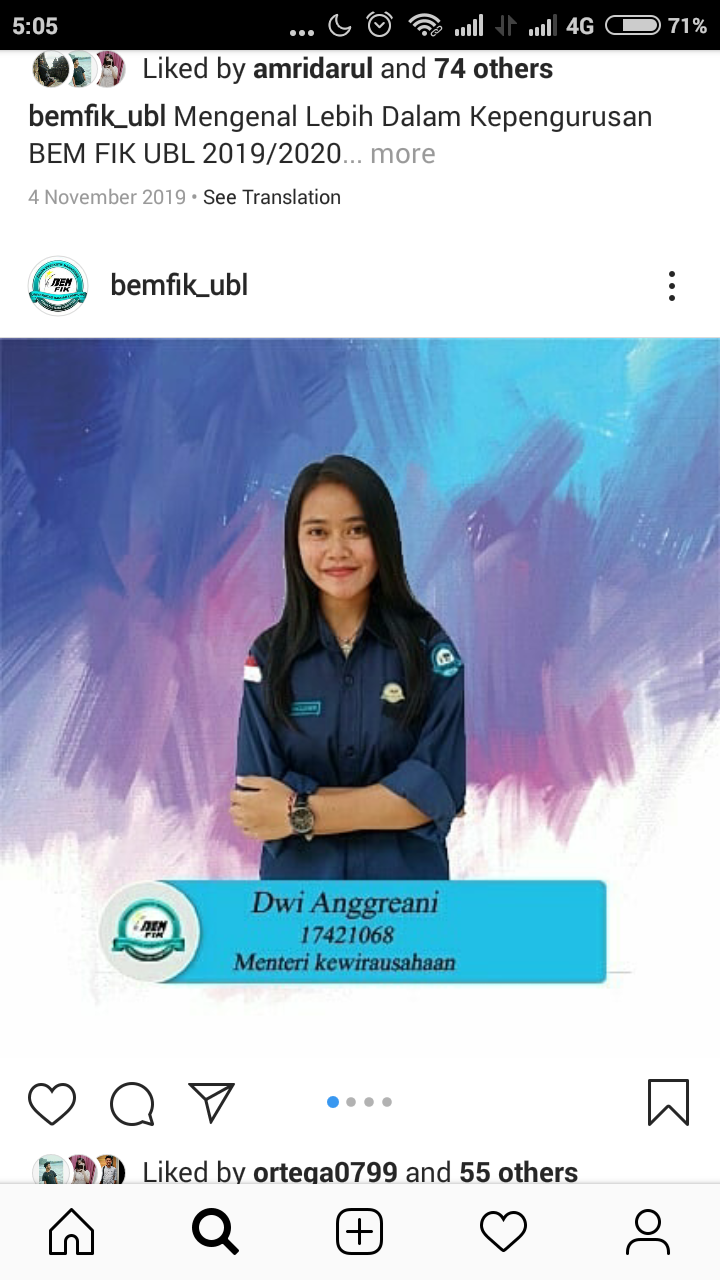 5:05
4G
71%
Liked by amridarul and 74 others
bemfik_ubl Mengenal Lebih Dalam Kepengurusan
BEM FIK UBL 2019/2020... more
4 November 2019 • See Translation
BEM
FIK
bemfik_ubl
Dwi Anggreani
17421068
Menteri kewirausahaan
BEM
FIK
Liked by ortega0799 and 55 others